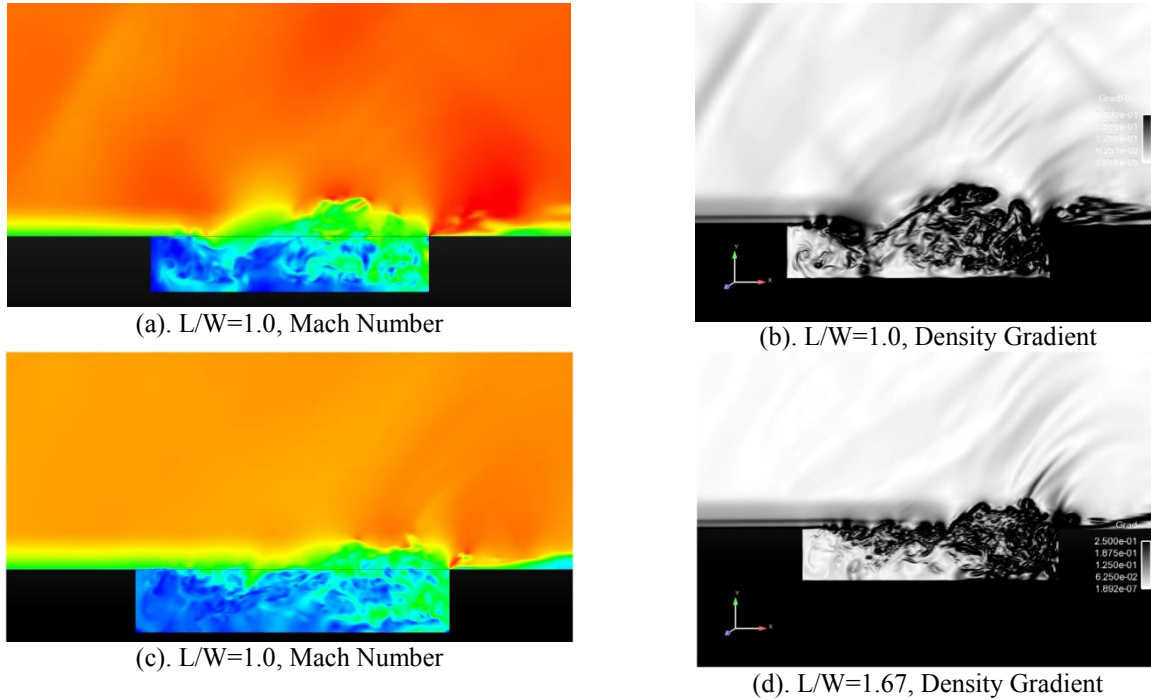 (a). L/W=1.0, Mach Number
(b). L/W=1.0, Density Gradient
(c). L/W=1.0, Mach Number
Grad
2.500e-01
1.875e-01
1.250e-01
6.250e-02
1.892e-07
(d). L/W=1.67, Density Gradient